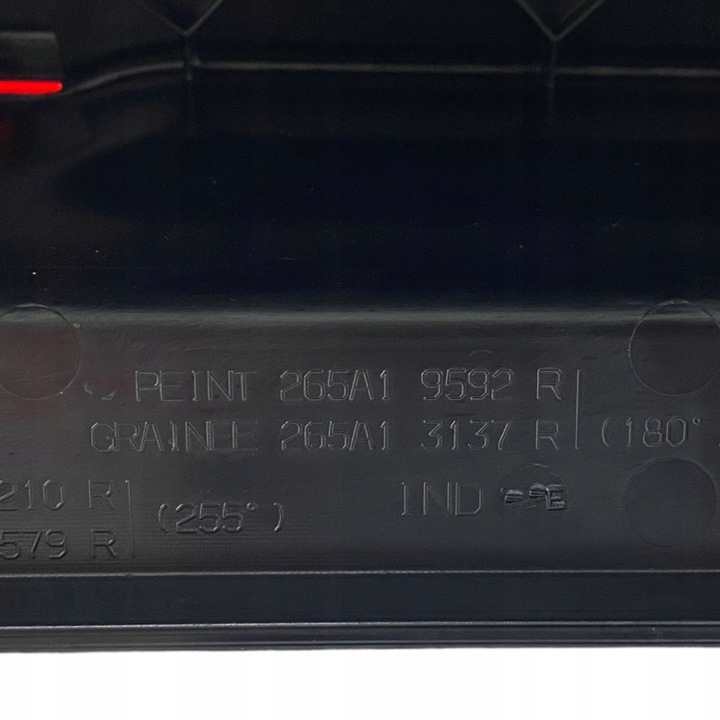 PEINT 265A1 9592 R
GRAINEE 265A1 3137 R (180°
210 R
579 R (255°)
IND